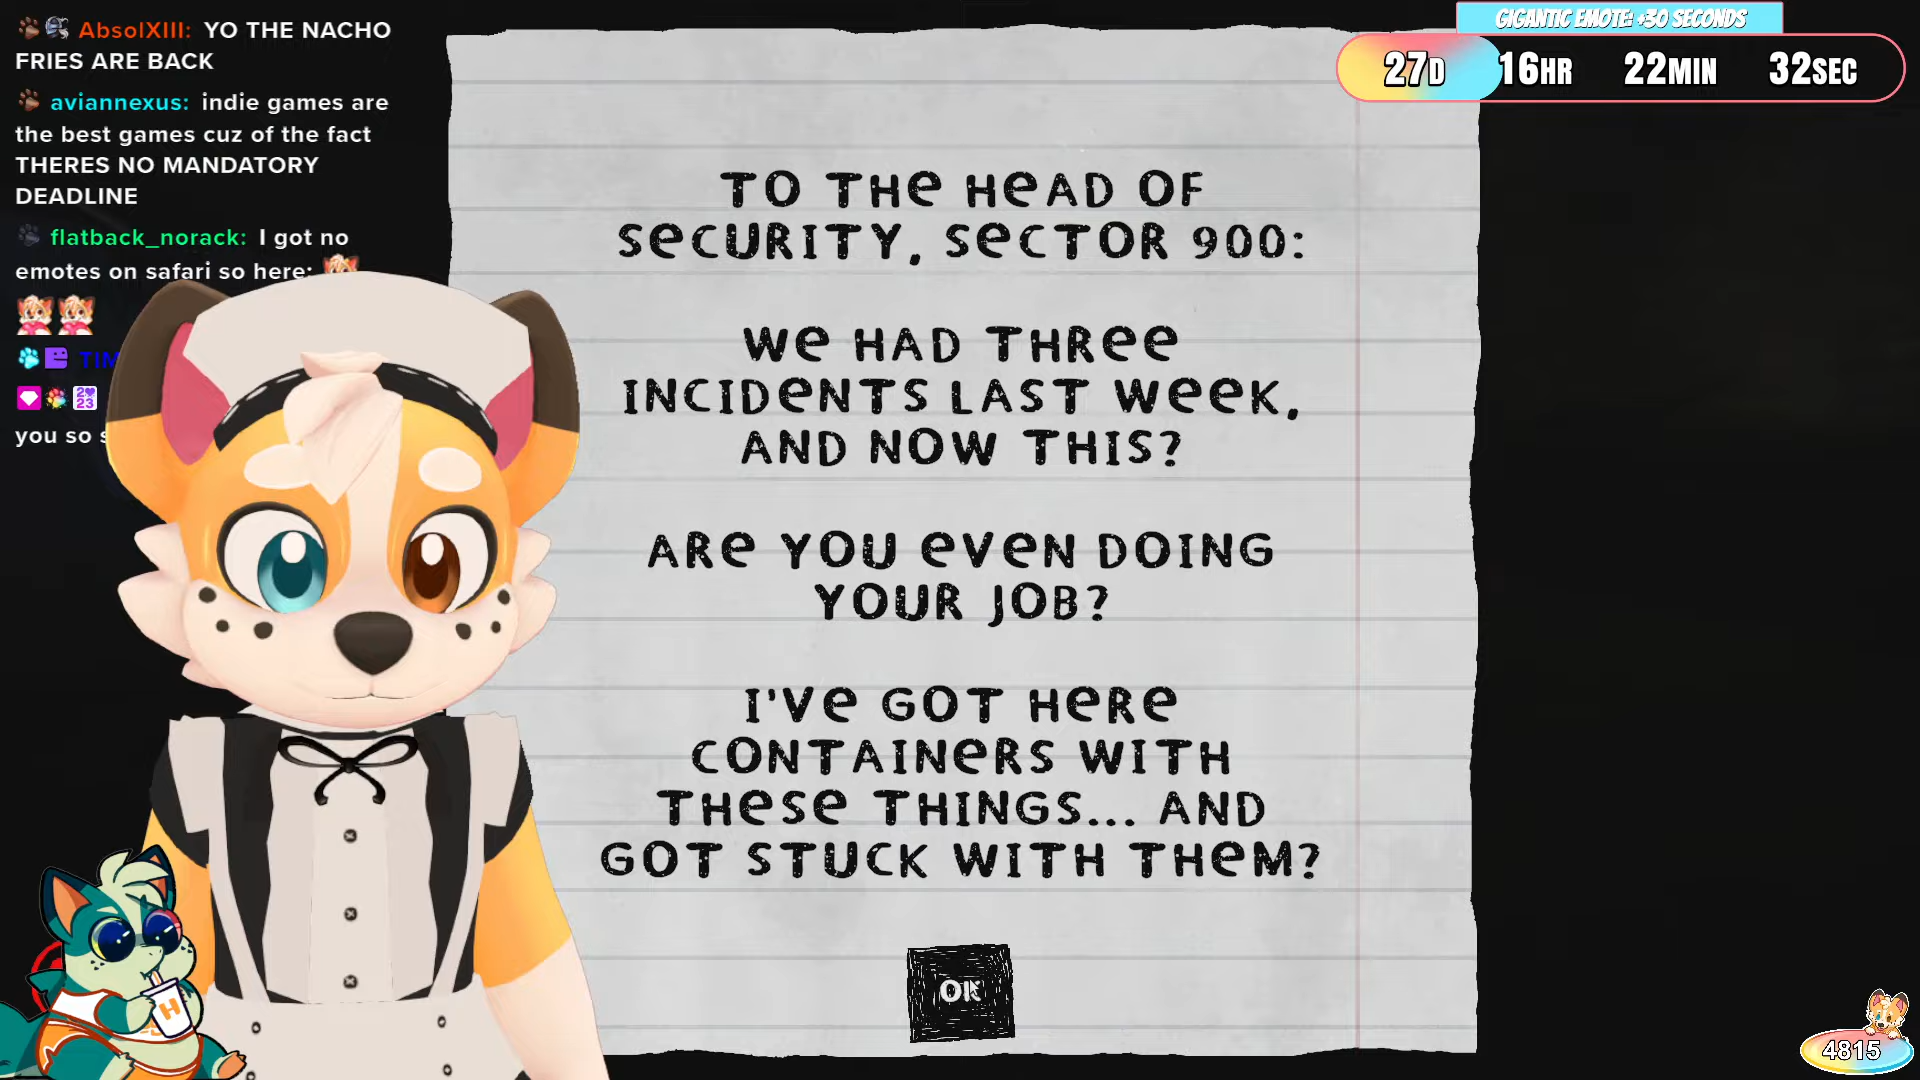 AbsolXIII: YO THE NACHO
FRIES ARE BACK
aviannexus: indie games are
the best games cuz of the fact
THERES NO MANDATORY
DEADLINE
flatback_norack: I got no
emotes on safari so here:
TIM
2023
you so s
GIGANTIC EMOTE: +30 SECONDS
27D 16HR 22MIN 32SEC
TO THE HEAD OF
SECURITY, SECTOR 900:
WE HAD THREE
INCIDENTS LAST WEEK,
AND NOW THIS?
ARE YOU EVEN DOING
YOUR JOB?
I'VE GOT HERE
CONTAINERS WITH
THESE THINGS... AND
GOT STUCK WITH THEM?
OK
H
4815